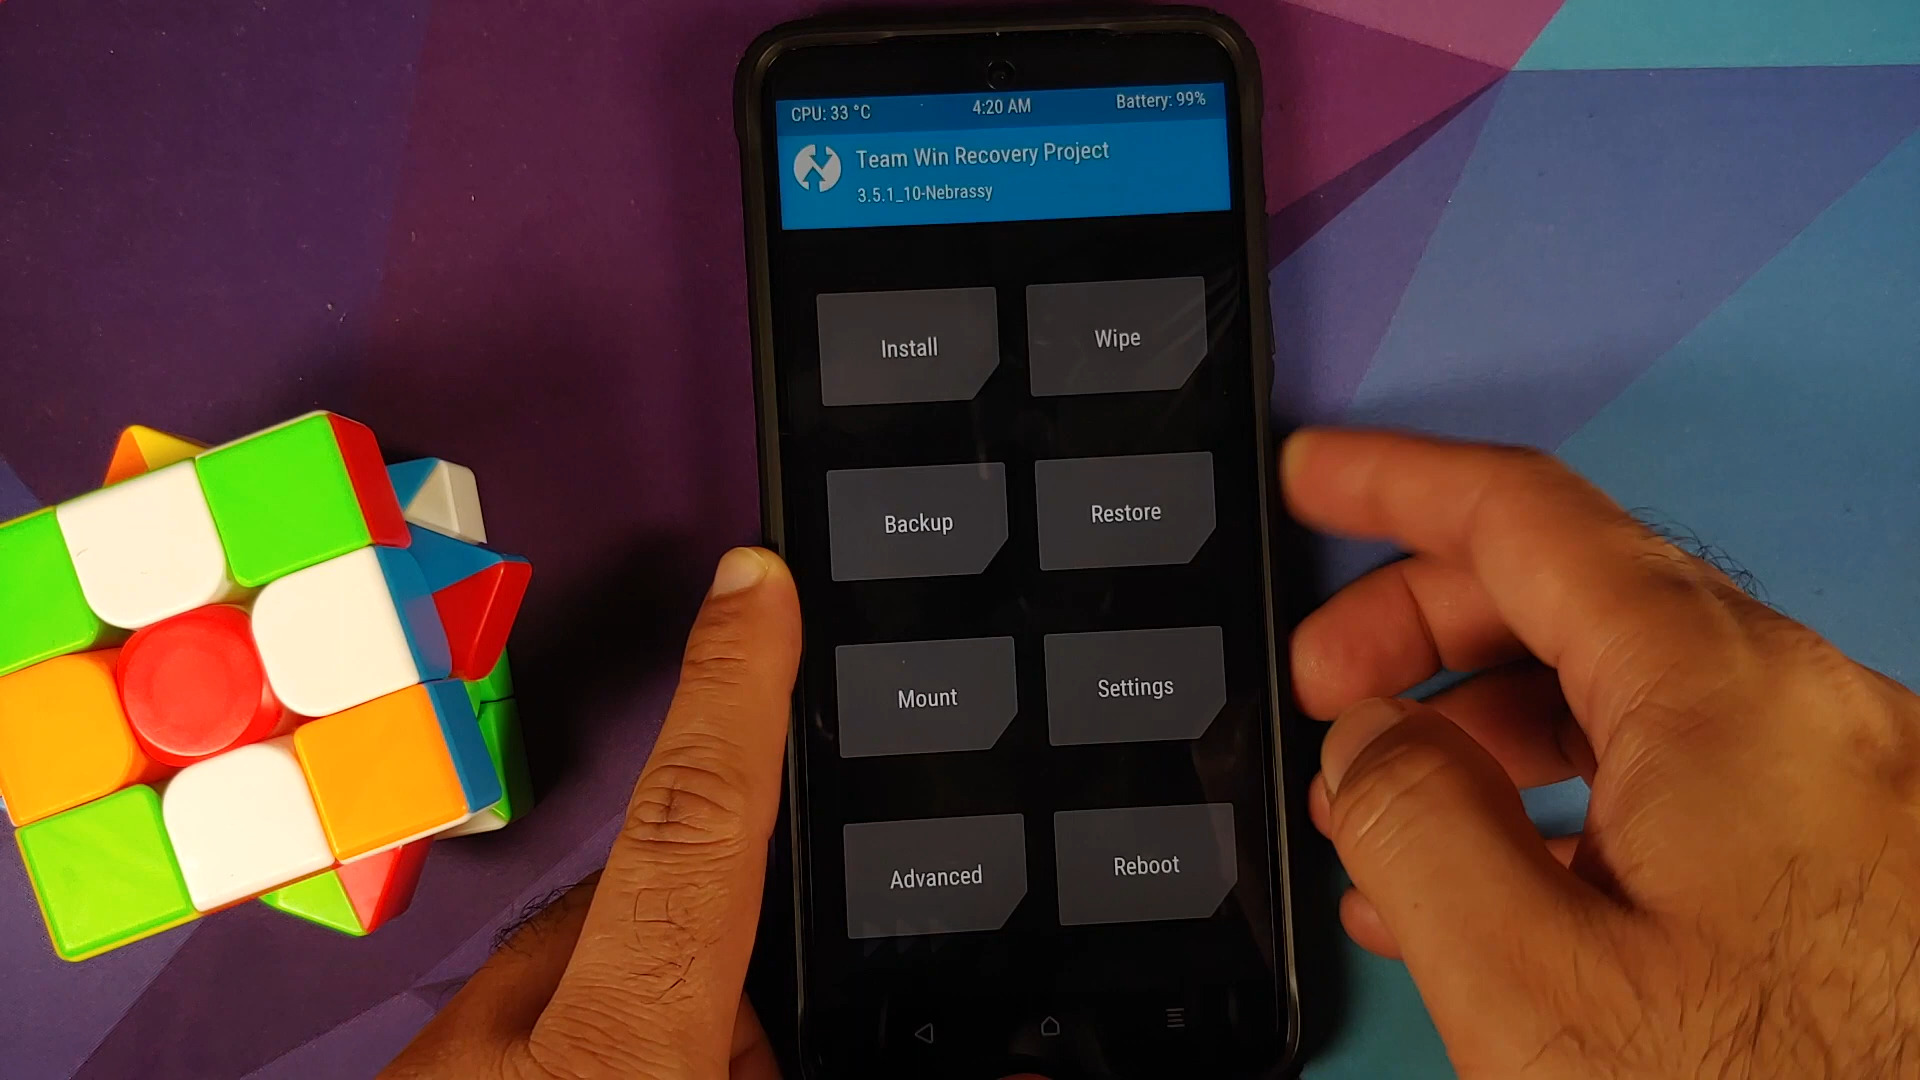 CPU: 33 °C 4:20 AM Battery: 99%
Team Win Recovery Project
3.5.1_10-Nebrassy
Install Wipe
Backup Restore
Mount Settings
Advanced Reboot